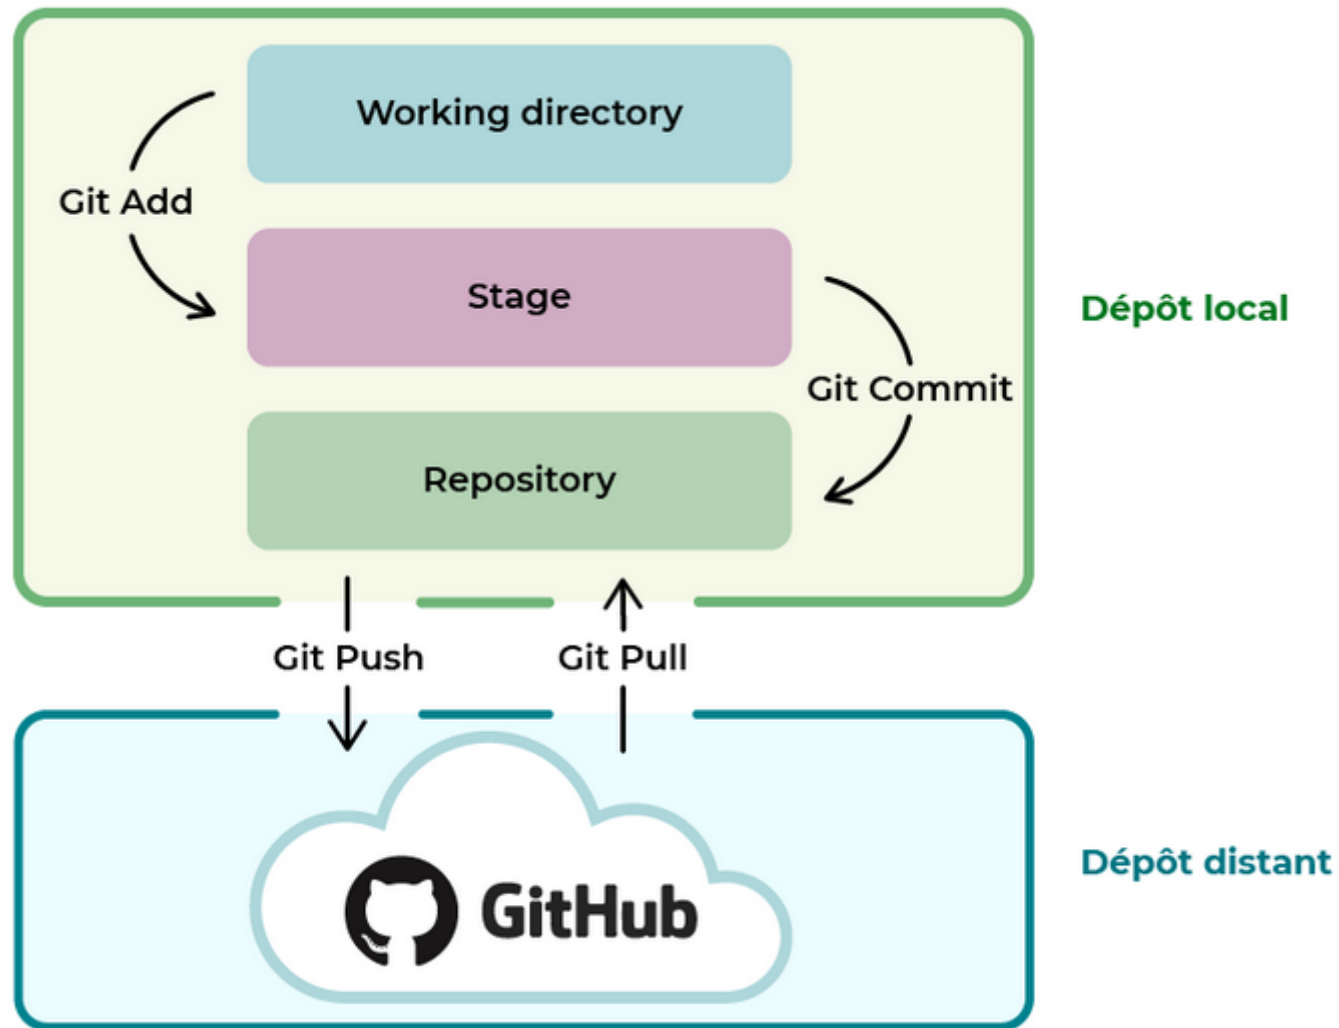 Working directory
Git Add
Stage
Dépôt local
Git Commit
Repository
Git Push
Git Pull
Dépôt distant
GitHub